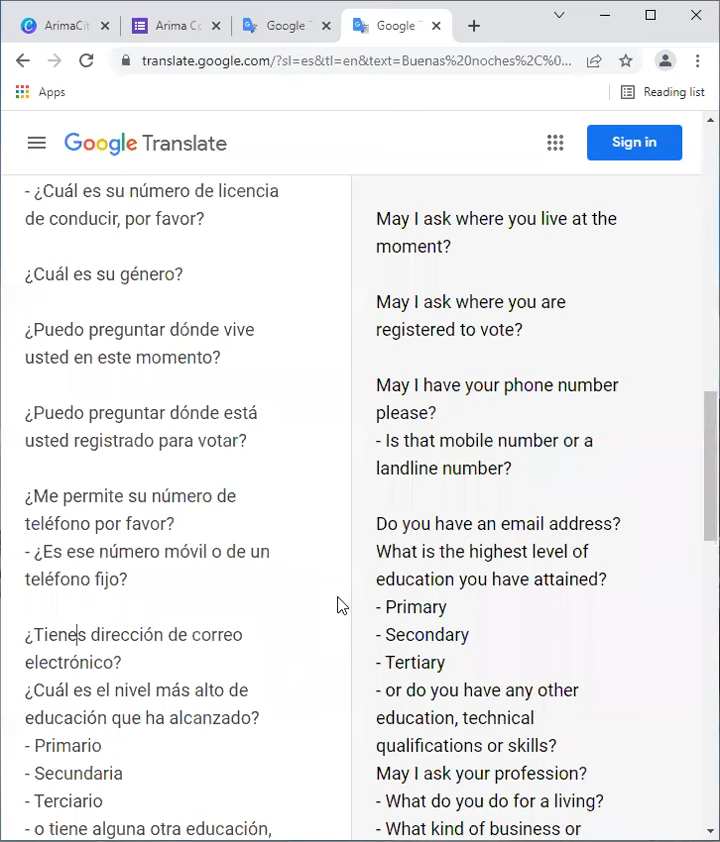 ArimaCit
Arima Co
Google T
Google T
translate.google.com/?sl=es&tl=en&text=Buenas%20noches%2C%0...
Apps
Reading list
Google Translate
Sign in
- ¿Cuál es su número de licencia
de conducir, por favor?
¿Cuál es su género?
¿Puedo preguntar dónde vive
usted en este momento?
¿Puedo preguntar dónde está
usted registrado para votar?
¿Me permite su número de
teléfono por favor?
- ¿Es ese número móvil o de un
teléfono fijo?
¿Tienes dirección de correo
electrónico?
¿Cuál es el nivel más alto de
educación que ha alcanzado?
- Primario
- Secundaria
- Terciario
- o tiene alguna otra educación,
May I ask where you live at the
moment?
May I ask where you are
registered to vote?
May I have your phone number
please?
- Is that mobile number or a
landline number?
Do you have an email address?
What is the highest level of
education you have attained?
- Primary
- Secondary
- Tertiary
- or do you have any other
education, technical
qualifications or skills?
May I ask your profession?
- What do you do for a living?
- What kind of business or